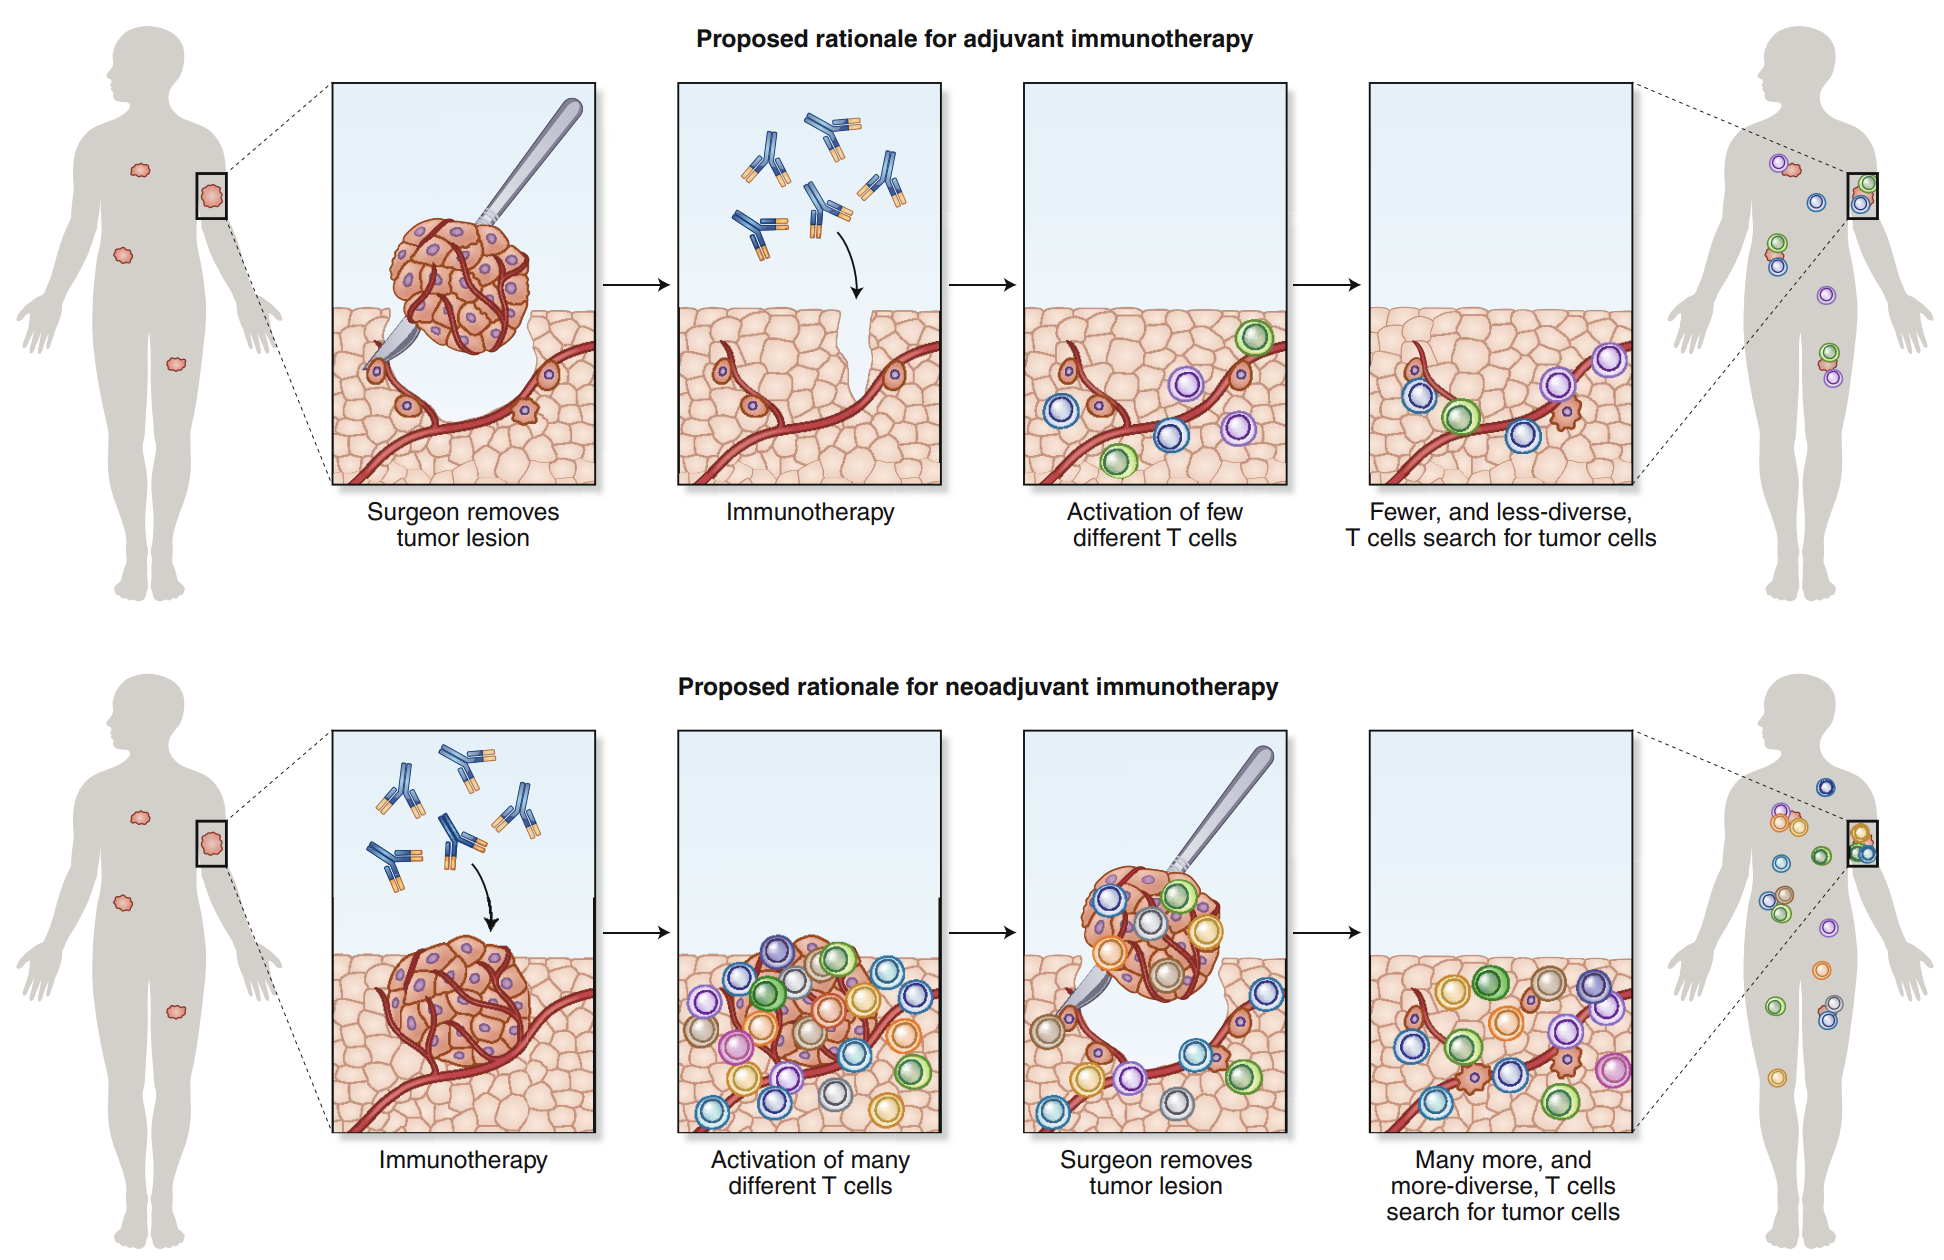 Proposed rationale for adjuvant immunotherapy
Surgeon removes
tumor lesion
Immunotherapy
Activation of few
different T cells
Fewer, and less-diverse,
T cells search for tumor cells
Proposed rationale for neoadjuvant immunotherapy
Immunotherapy
Activation of many
different T cells
Surgeon removes
tumor lesion
Many more, and
more-diverse, T cells
search for tumor cells